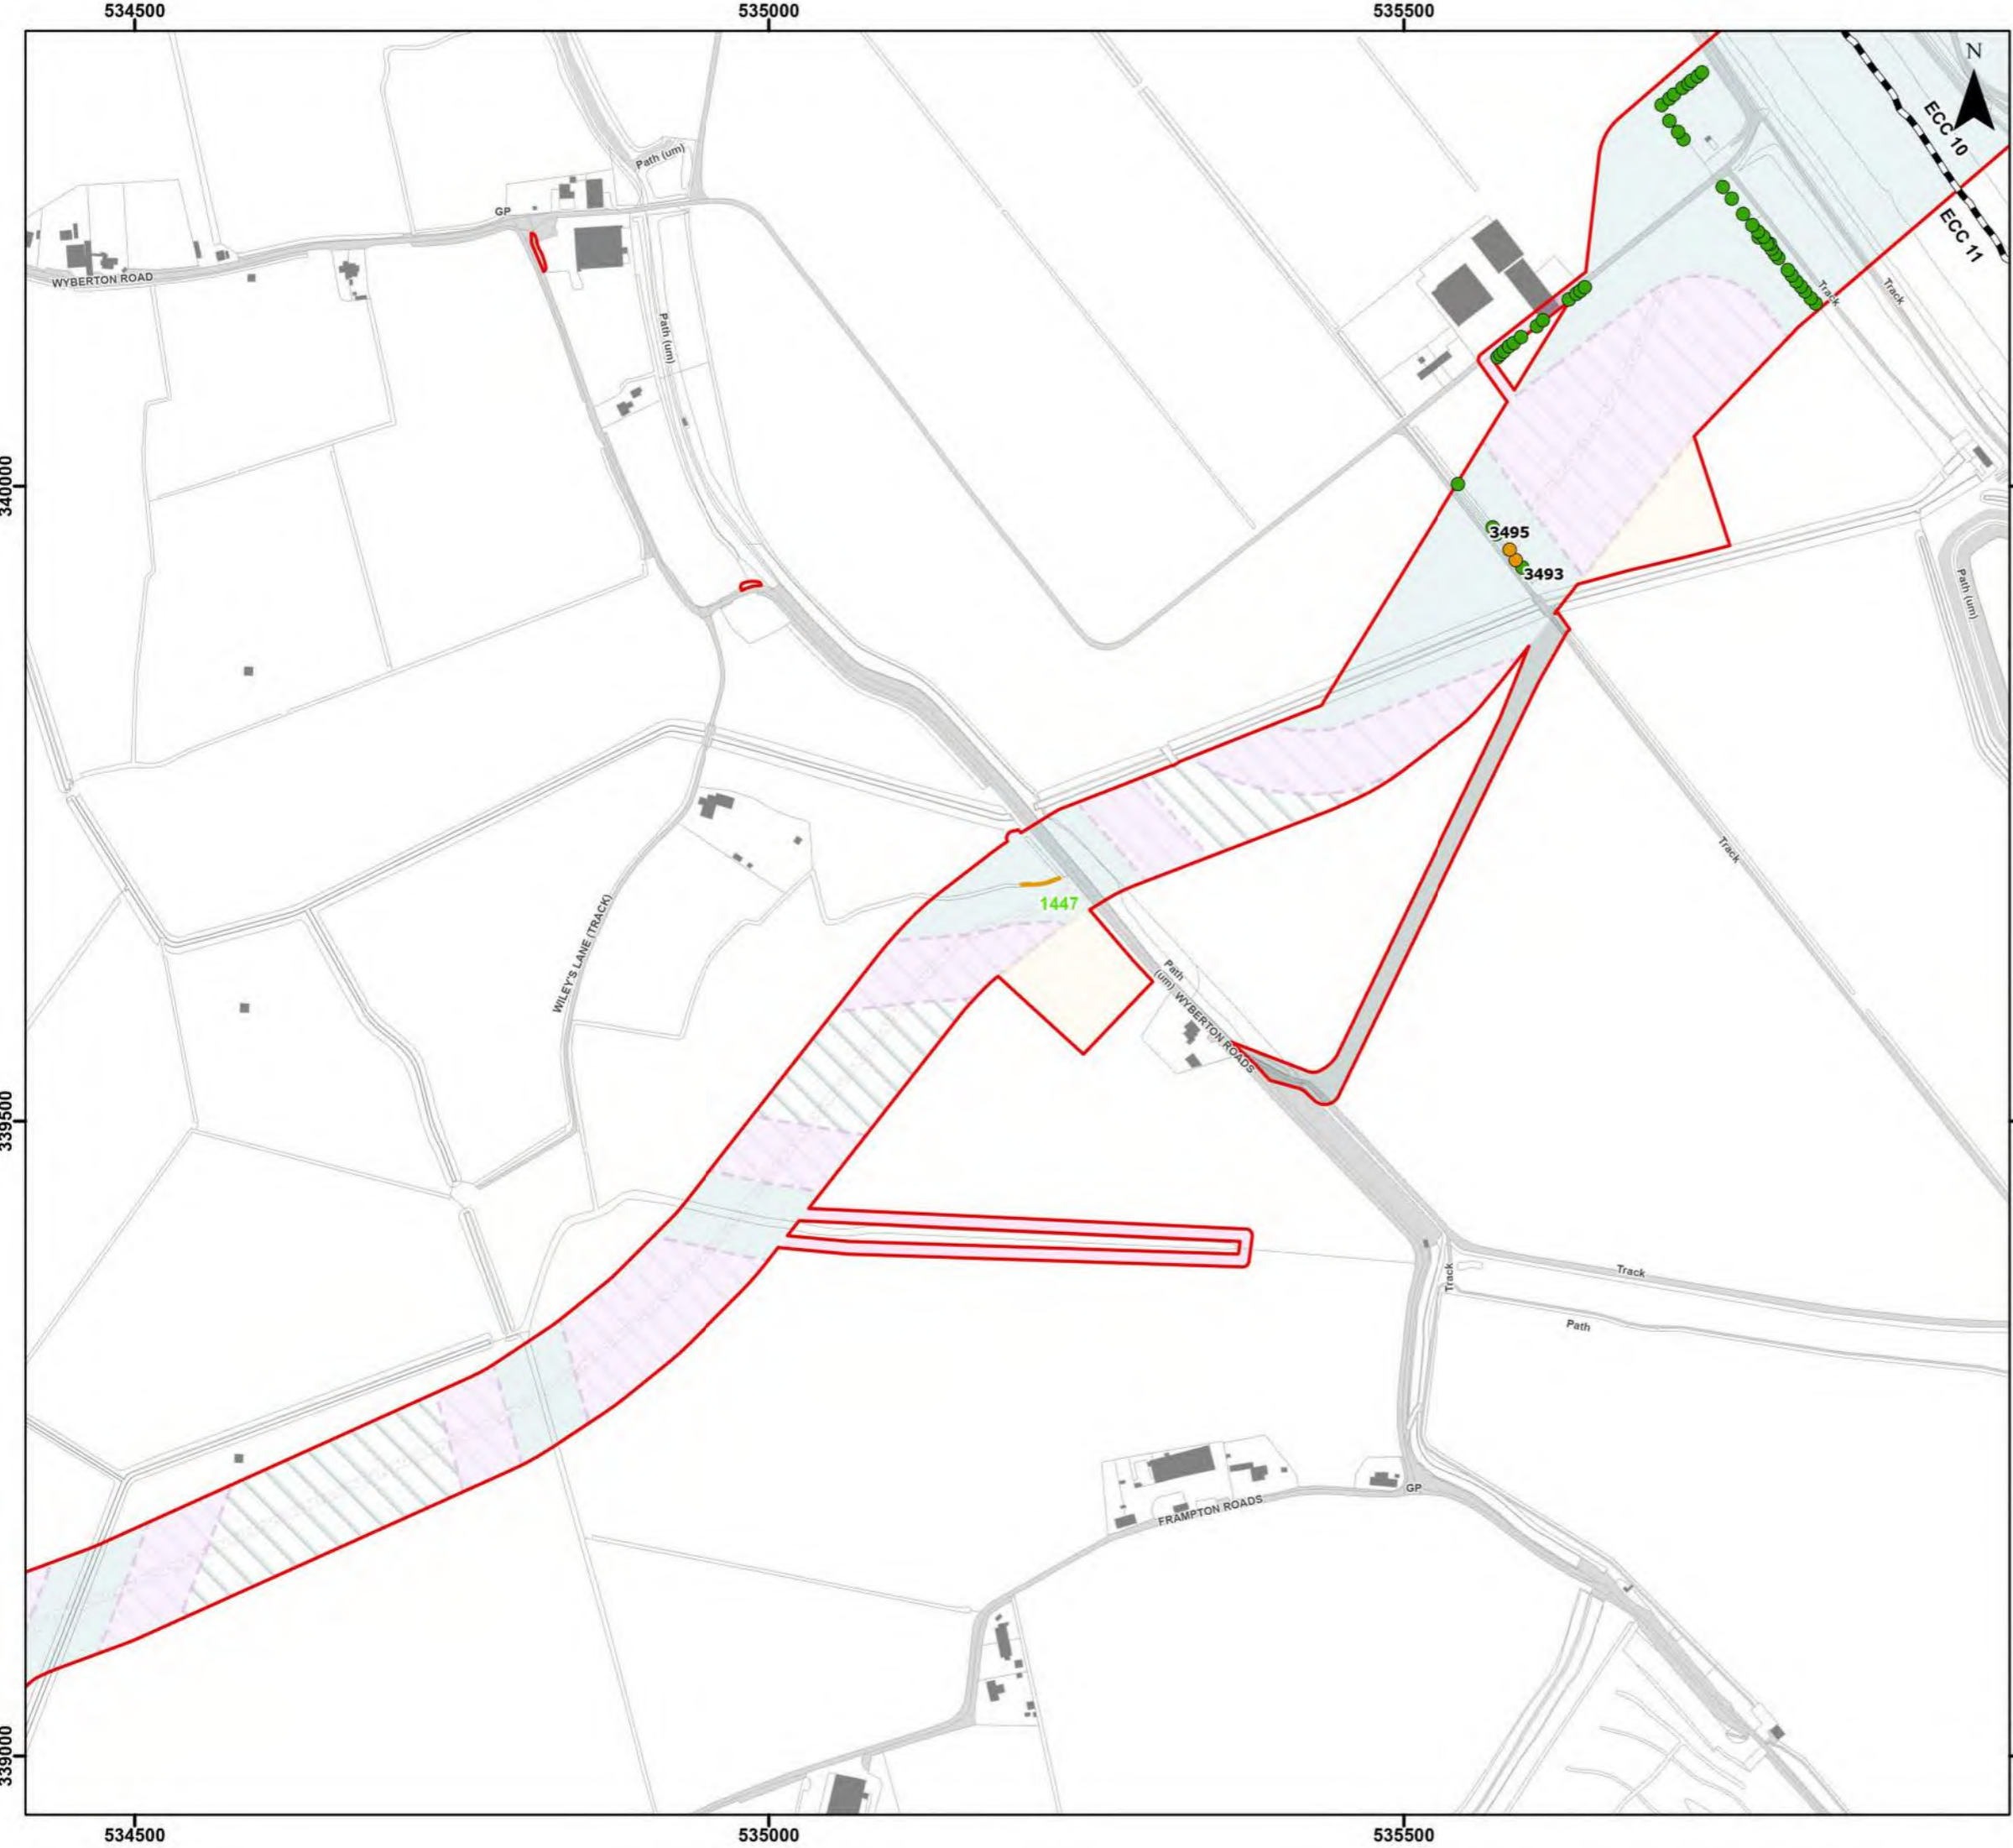 534500
535000
535500
N
ECC 10
ECC 11
Path (um)
GP
WYBERTON ROAD
Path (um)
Track
Track
340000
3495
3493
Path (um)
Track
1447
WILEY'S LANE (TRACK)
Path
(um)
WYBERTON ROADS
339500
Track
Track
Path
GP
FRAMPTON ROADS
339000
534500
535000
535500